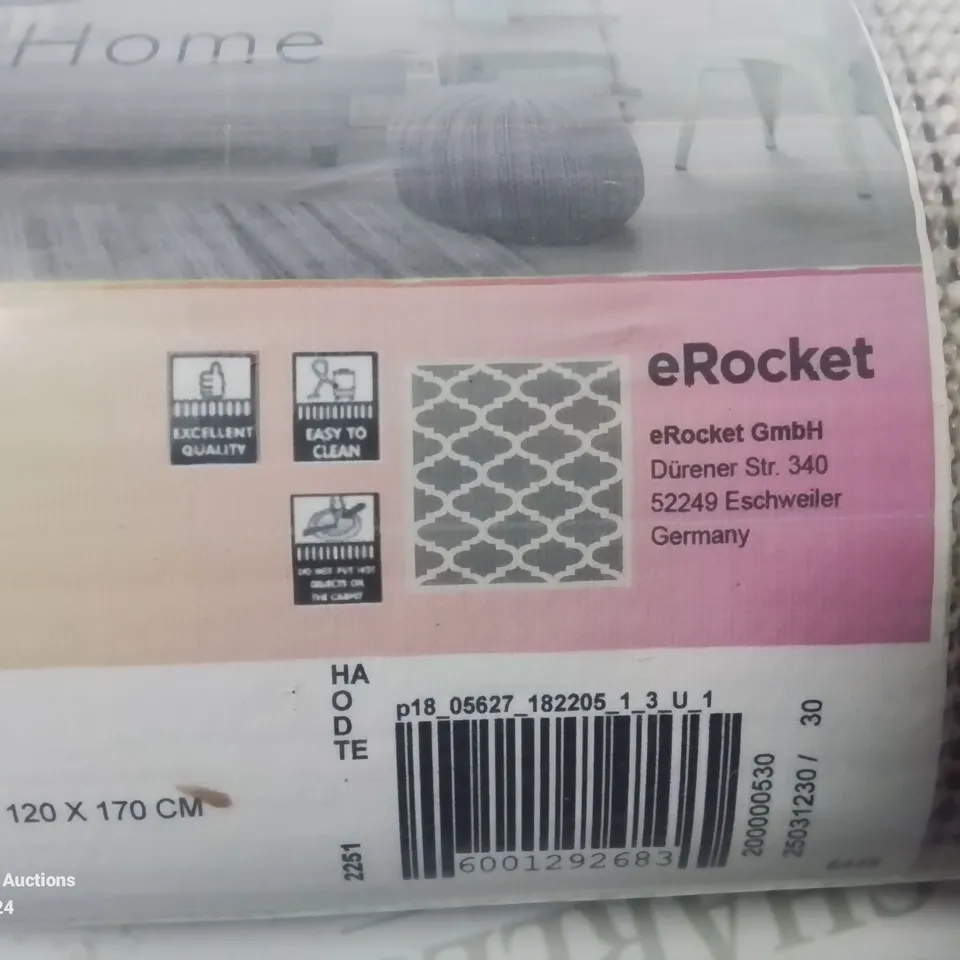 Home
eRocket
eRocket GmbH
Dürener Str. 340
52249 Eschweiler
Germany
EXCELLENT
QUALITY
EASY TO
CLEAN
DO NOT PUT HOT
OBJECTS ON
THE CARPET
HA
O
D
TE
p18_05627_182205_1_3_U_1
6001292683
120 X 170 CM
2251
200000530
25031230 / 30
Auctions
24